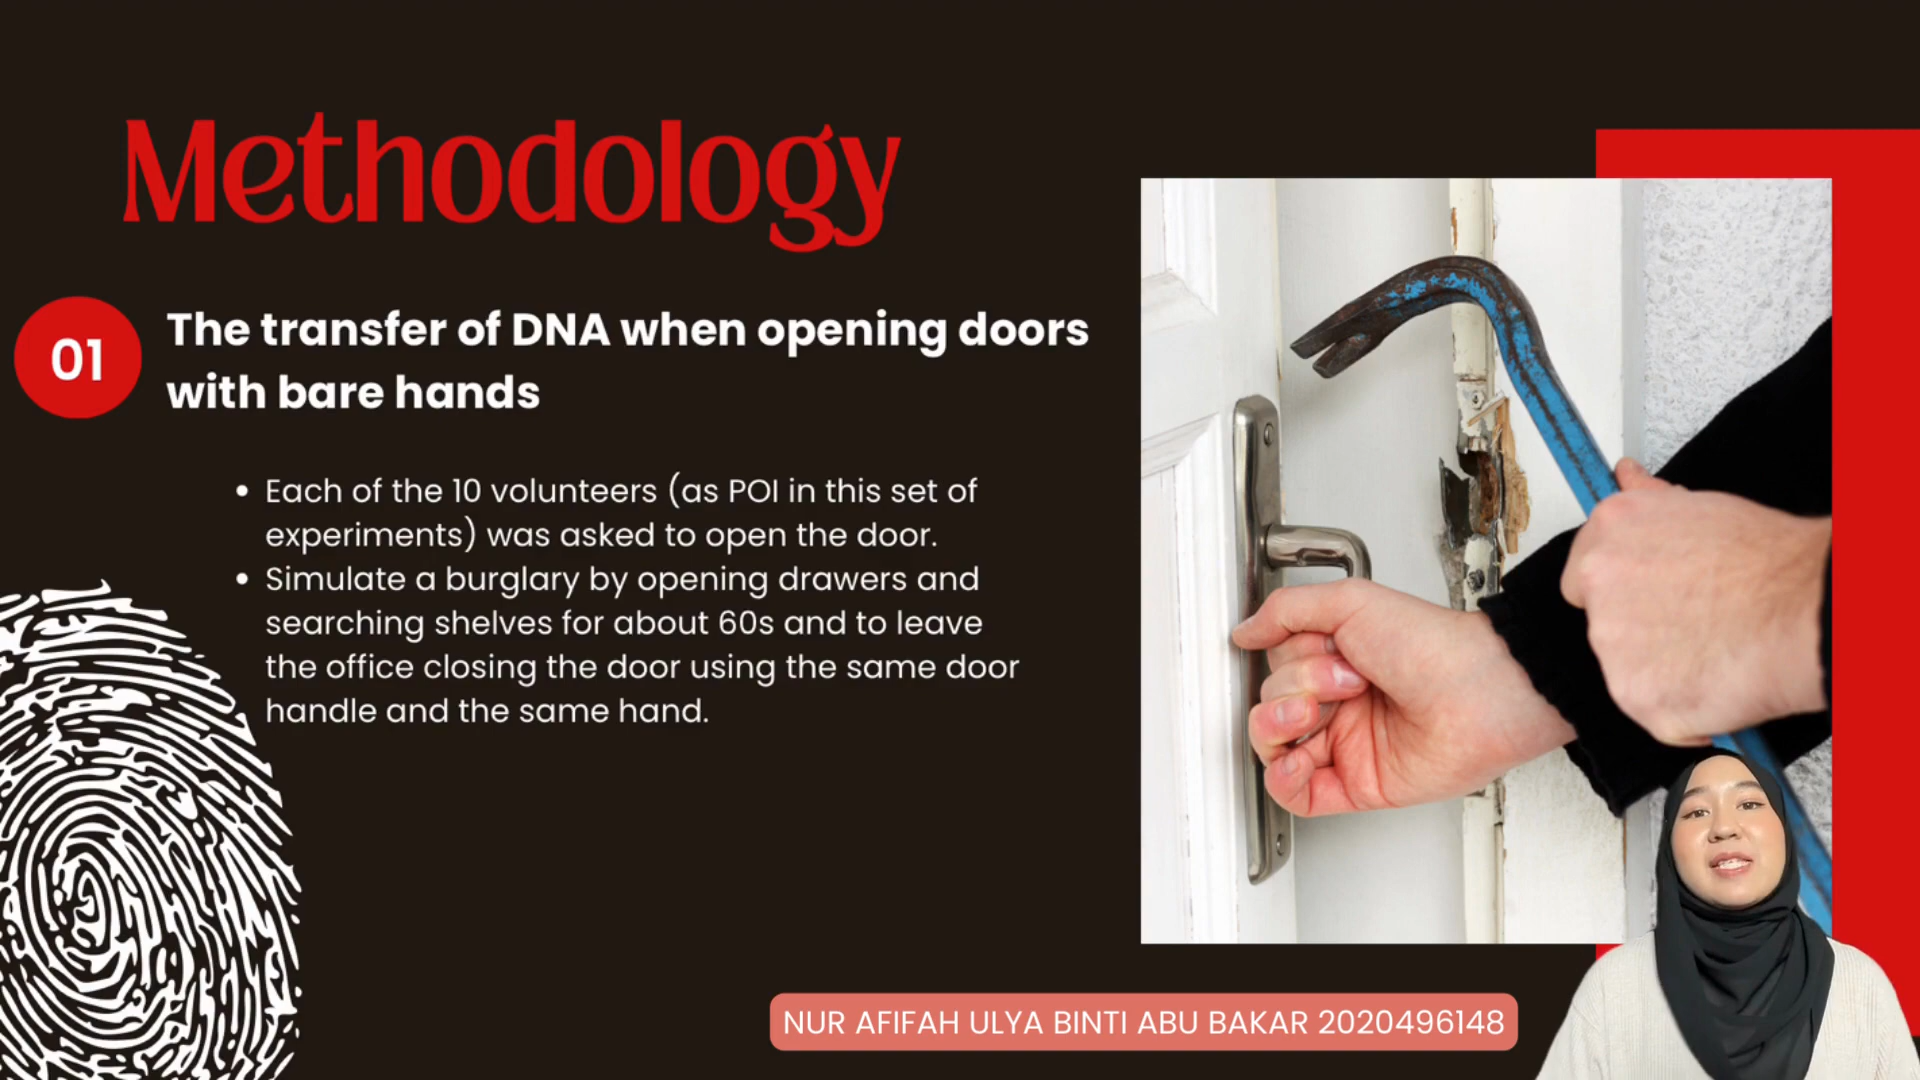 Methodology
01
The transfer of DNA when opening doors
with bare hands
• Each of the 10 volunteers (as POI in this set of
experiments) was asked to open the door.
• Simulate a burglary by opening drawers and
searching shelves for about 60s and to leave
the office closing the door using the same door
handle and the same hand.
NUR AFIFAH ULYA BINTI ABU BAKAR 2020496148